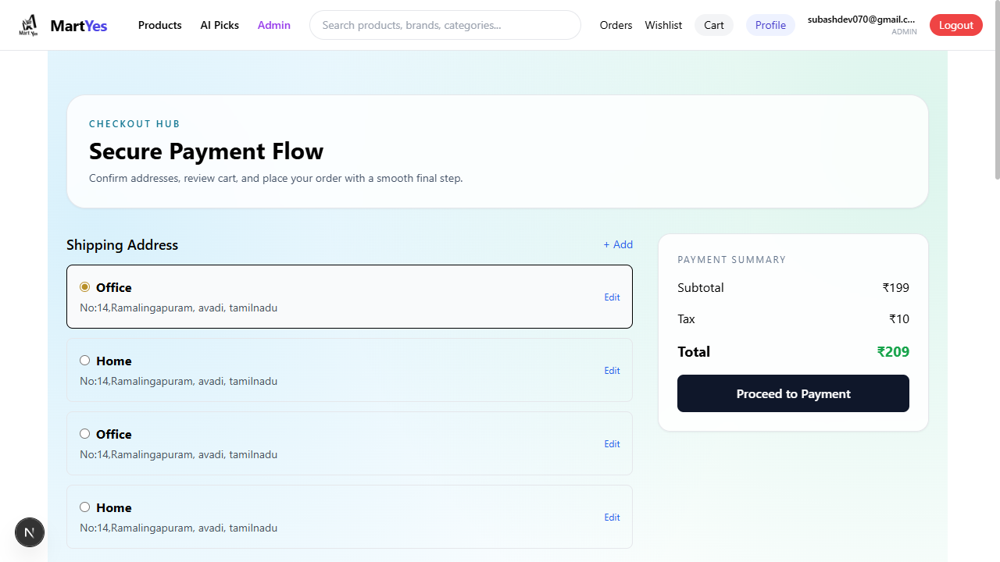 Mart Yes
MartYes
Products
AI Picks
Admin
Search products, brands, categories...
Orders
Wishlist
Cart
Profile
subashdev070@gmail.c...
ADMIN
Logout
CHECKOUT HUB
Secure Payment Flow
Confirm addresses, review cart, and place your order with a smooth final step.
Shipping Address
+ Add
Office
No:14,Ramalingapuram, avadi, tamilnadu
Edit
Home
No:14,Ramalingapuram, avadi, tamilnadu
Edit
Office
No:14,Ramalingapuram, avadi, tamilnadu
Edit
Home
No:14,Ramalingapuram, avadi, tamilnadu
Edit
PAYMENT SUMMARY
Subtotal ₹199
Tax ₹10
Total ₹209
Proceed to Payment
N